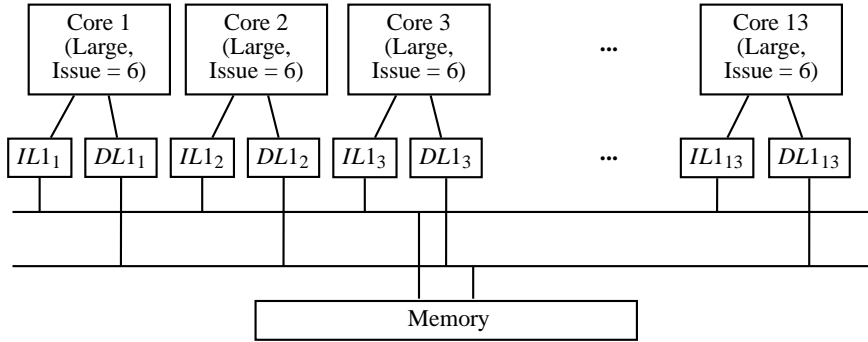 Core 1
(Large,
Issue = 6)
Core 2
(Large,
Issue = 6)
Core 3
(Large,
Issue = 6)
...
Core 13
(Large,
Issue = 6)
IL1₁
DL1₁
IL1₂
DL1₂
IL1₃
DL1₃
...
IL1₁₃
DL1₁₃
Memory